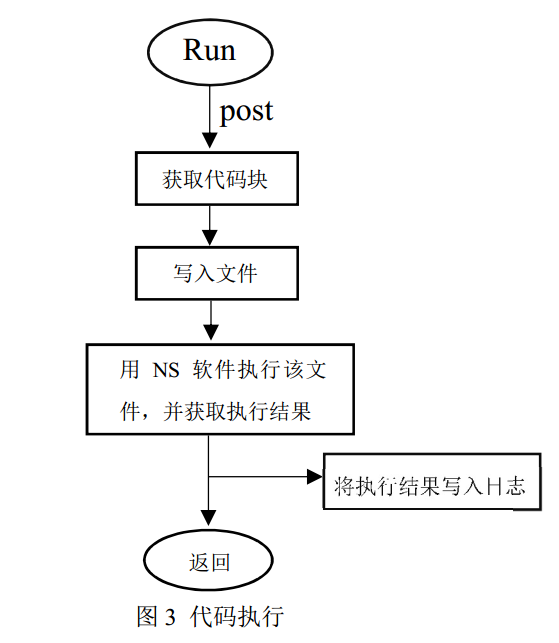 Run
post
获取代码块
写入文件
用 NS 软件执行该文
件，并获取执行结果
将执行结果写入日志
返回
图 3 代码执行